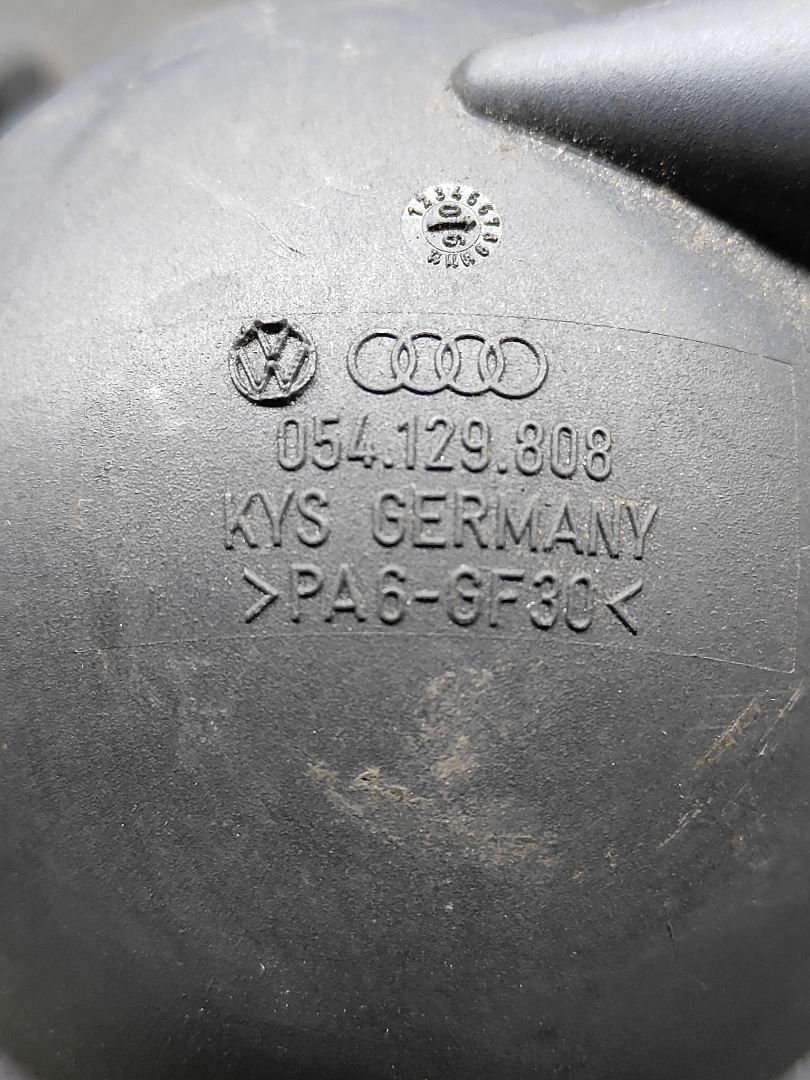 054.129.808
KYS GERMANY
>PA6-GF30<